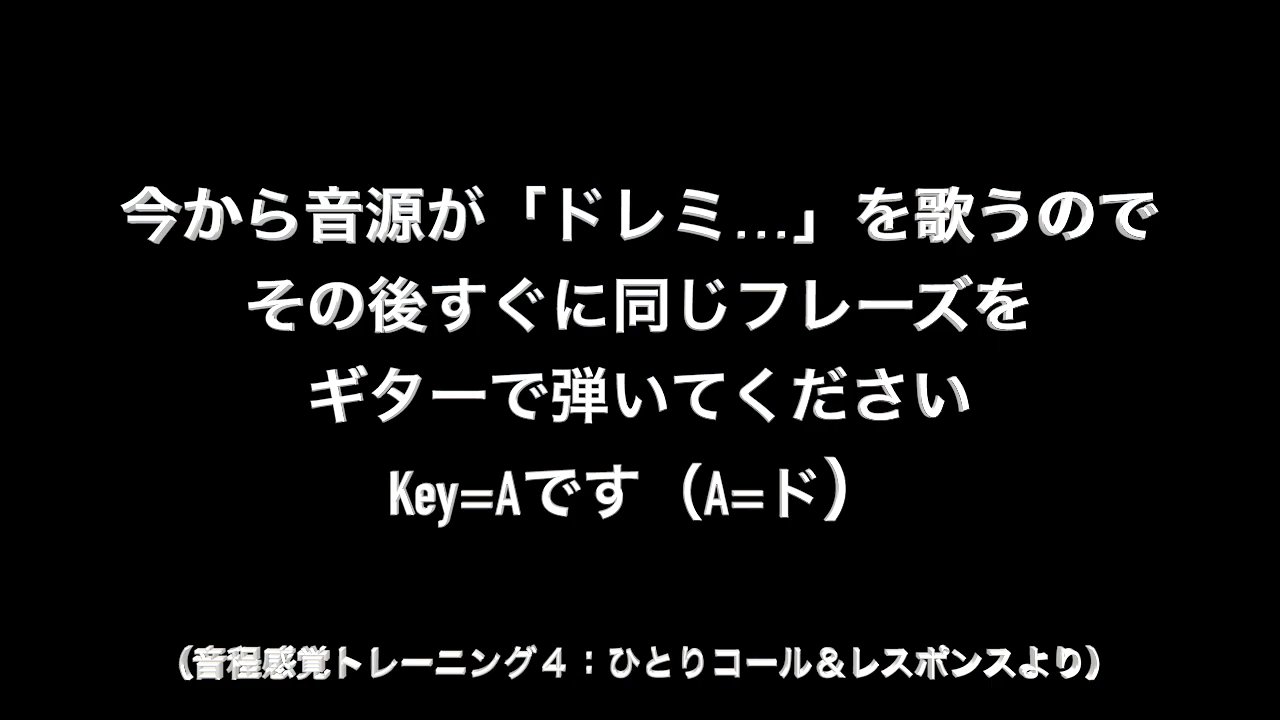 今から音源が「ドレミ…」を歌うので
その後すぐに同じフレーズを
ギターで弾いてください
Key=Aです（A=ド）
（音程感覚トレーニング４：ひとりコール＆レスポンスより）